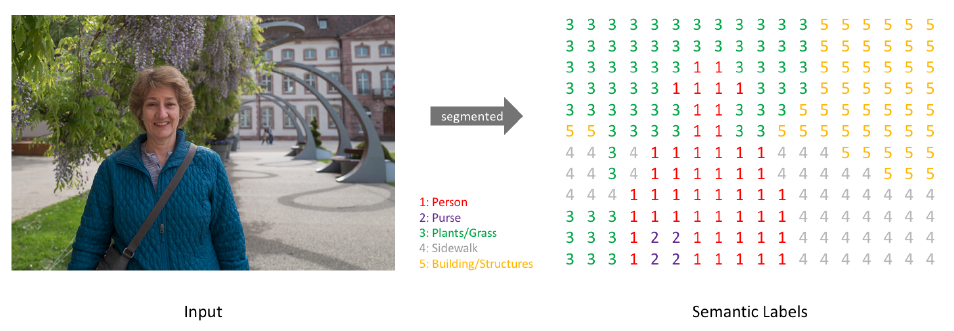 3 3 3 3 3 3 3 3 3 3 3 3 5 5 5 5 5 5
3 3 3 3 3 3 3 3 3 3 3 3 5 5 5 5 5 5
3 3 3 3 3 3 1 1 3 3 3 3 5 5 5 5 5 5
3 3 3 3 3 1 1 1 1 3 3 3 5 5 5 5 5 5
3 3 3 3 3 3 1 1 3 3 3 5 5 5 5 5 5 5
5 5 3 3 3 3 1 1 3 3 5 5 5 5 5 5 5 5
4 4 3 4 1 1 1 1 1 1 4 4 4 5 5 5 5 5
4 4 3 4 1 1 1 1 1 1 4 4 4 4 4 5 5 5
4 4 4 1 1 1 1 1 1 1 1 4 4 4 4 4 4 4
3 3 3 1 1 1 1 1 1 1 1 4 4 4 4 4 4 4
3 3 3 1 2 2 1 1 1 1 1 4 4 4 4 4 4 4
3 3 3 1 2 2 1 1 1 1 1 4 4 4 4 4 4 4
segmented
1: Person
2: Purse
3: Plants/Grass
4: Sidewalk
5: Building/Structures
Input
Semantic Labels